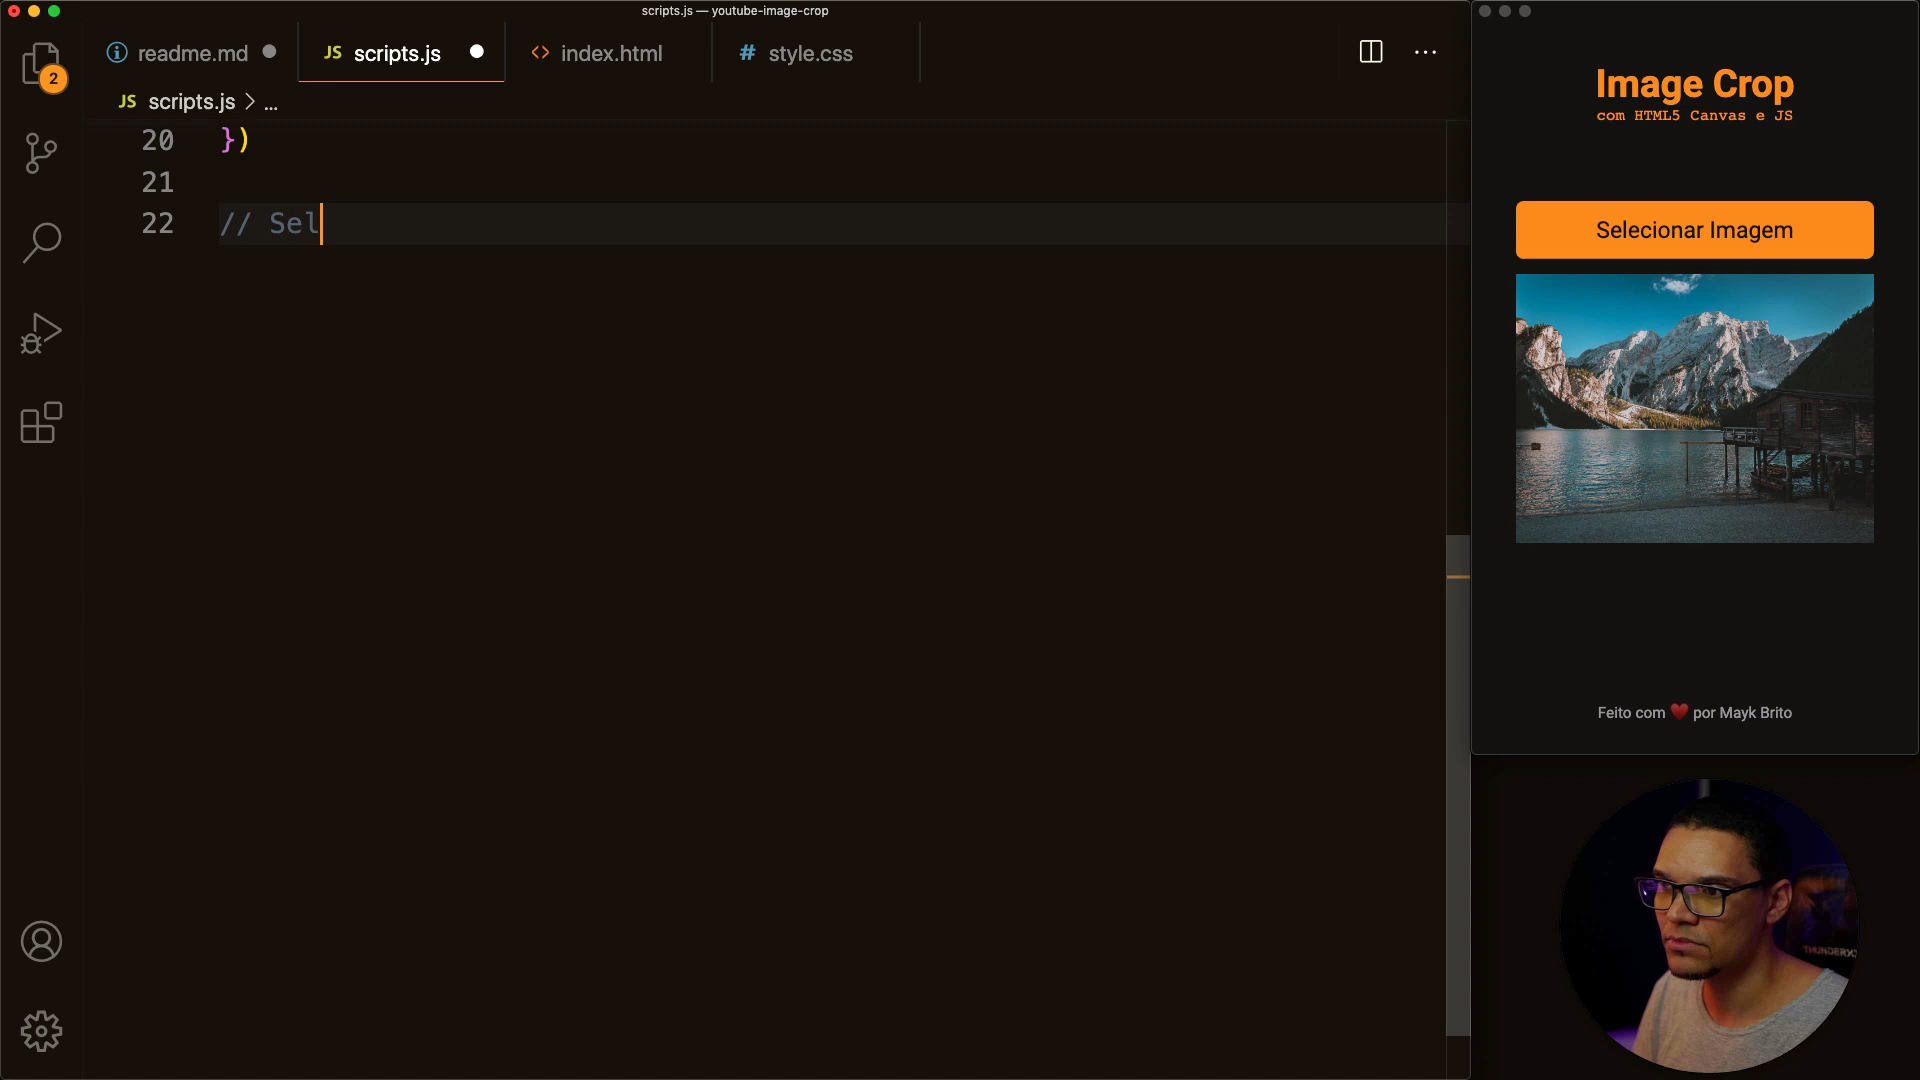 scripts.js — youtube-image-crop
readme.md
JS scripts.js
<> index.html
# style.css
2
JS scripts.js > ...
20 })
21
22 // Sel
Image Crop
com HTML5 Canvas e JS
Selecionar Imagem
Feito com ❤️ por Mayk Brito